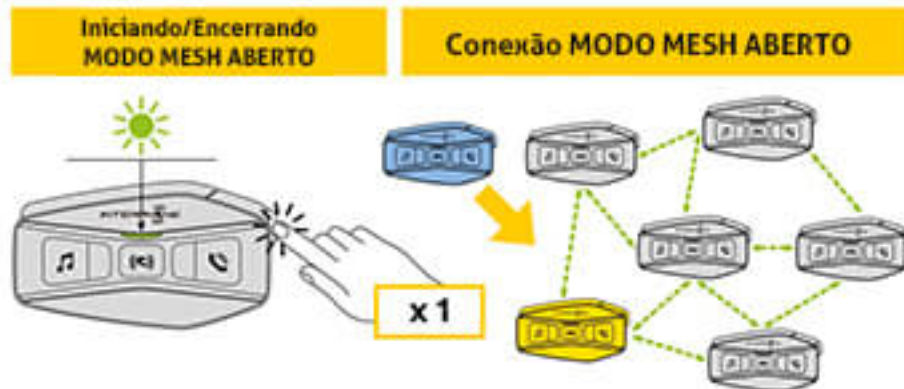 Iniciando/Encerrando
MODO MESH ABERTO
Conexão MODO MESH ABERTO
x 1